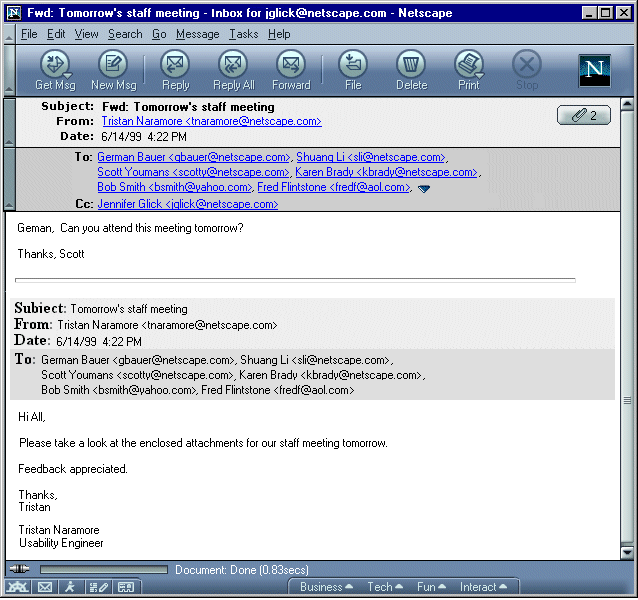 Fwd: Tomorrow's staff meeting - Inbox for jglick@netscape.com - Netscape
File Edit View Search Go Message Tasks Help
Get Msg New Msg Reply Reply All Forward File Delete Print Stop
N
Subject: Fwd: Tomorrow's staff meeting
2
From: Tristan Naramore <tnaramore@netscape.com>
Date: 6/14/99 4:22 PM
To: German Bauer <gbauer@netscape.com>, Shuang Li <sli@netscape.com>,
Scott Youmans <scotty@netscape.com>, Karen Brady <kbrady@netscape.com>,
Bob Smith <bsmith@yahoo.com>, Fred Flintstone <fredf@aol.com>,
Cc: Jennifer Glick <jglick@netscape.com>
Geman, Can you attend this meeting tomorrow?
Thanks, Scott
Subject: Tomorrow's staff meeting
From: Tristan Naramore <tnaramore@netscape.com>
Date: 6/14/99 4:22 PM
To: German Bauer <gbauer@netscape.com>, Shuang Li <sli@netscape.com>,
Scott Youmans <scotty@netscape.com>, Karen Brady <kbrady@netscape.com>,
Bob Smith <bsmith@yahoo.com>, Fred Flintstone <fredf@aol.com>
Hi All,
Please take a look at the enclosed attachments for our staff meeting tomorrow.
Feedback appreciated.
Thanks,
Tristan
Tristan Naramore
Usability Engineer
Document: Done (0.83secs)
Business Tech Fun Interact